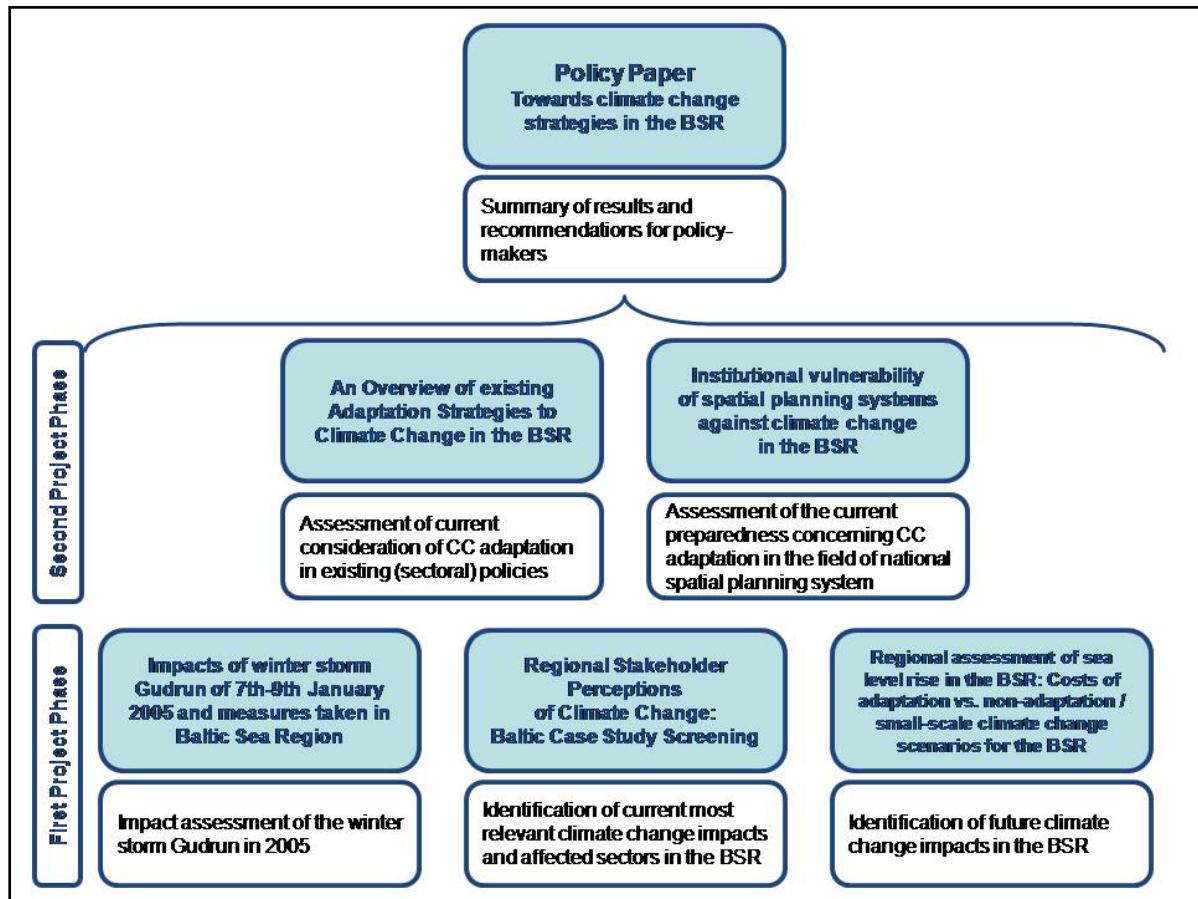 Policy Paper
Towards climate change
strategies in the BSR
Summary of results and
recommendations for policy-
makers
Second Project Phase
An Overview of existing
Adaptation Strategies to
Climate Change in the BSR
Assessment of current
consideration of CC adaptation
in existing (sectoral) policies
Institutional vulnerability
of spatial planning systems
against climate change
in the BSR
Assessment of the current
preparedness concerning CC
adaptation in the field of national
spatial planning system
First Project Phase
Impacts of winter storm
Gudrun of 7th-9th January
2005 and measures taken in
Baltic Sea Region
Impact assessment of the winter
storm Gudrun in 2005
Regional Stakeholder
Perceptions
of Climate Change:
Baltic Case Study Screening
Identification of current most
relevant climate change impacts
and affected sectors in the BSR
Regional assessment of sea
level rise in the BSR: Costs of
adaptation vs. non-adaptation /
small-scale climate change
scenarios for the BSR
Identification of future climate
change impacts in the BSR